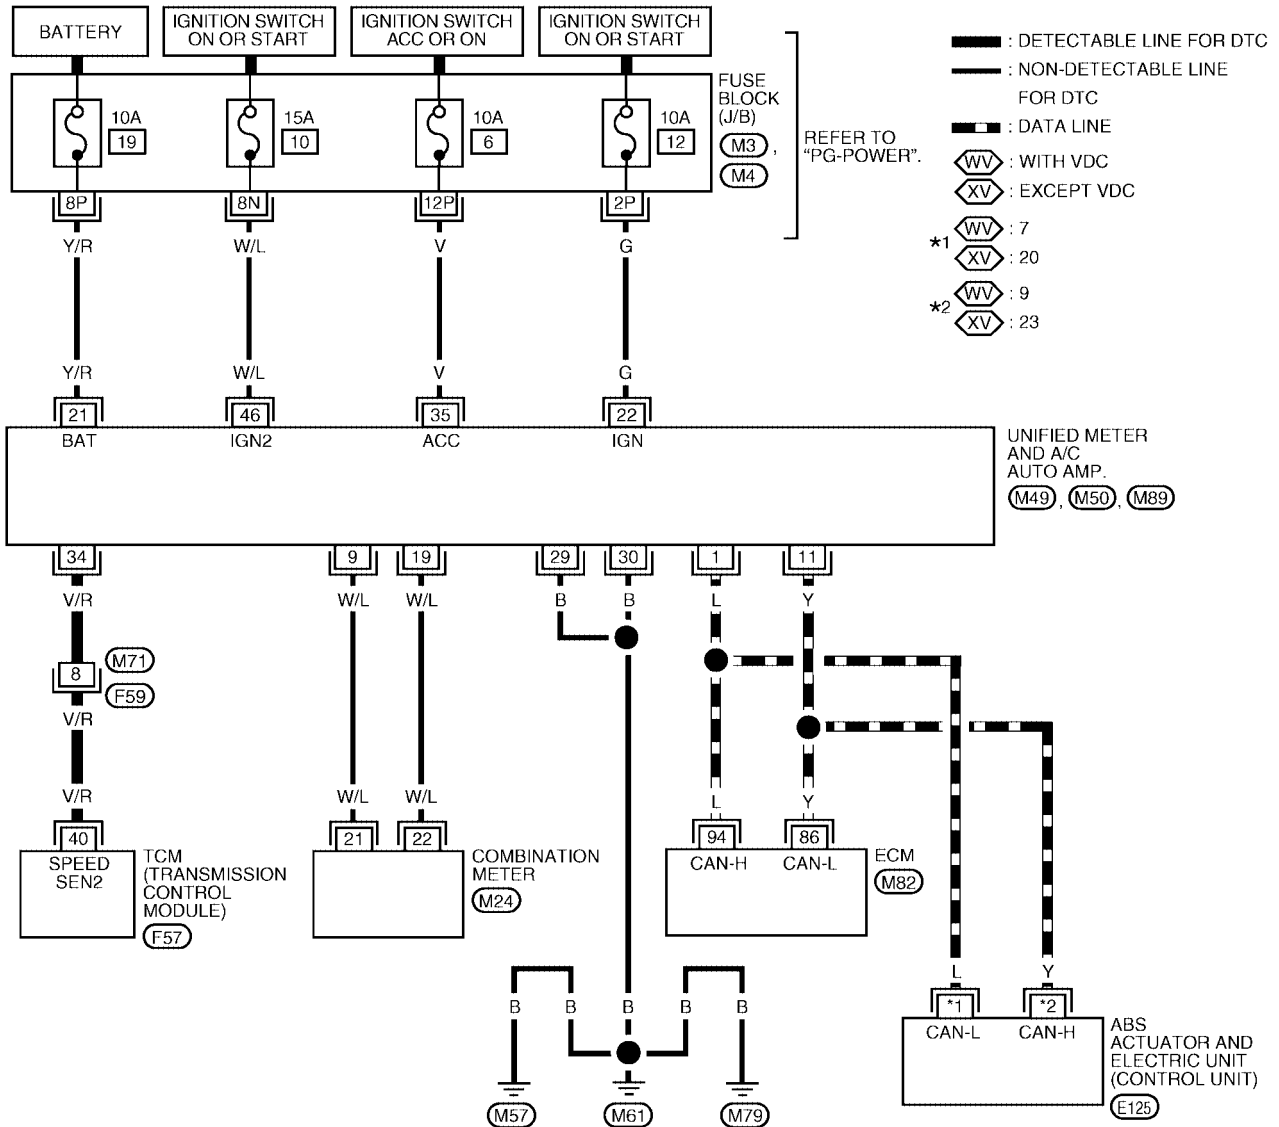 BATTERY
IGNITION SWITCH
ON OR START
IGNITION SWITCH
ACC OR ON
IGNITION SWITCH
ON OR START
10A
19
15A
10
10A
6
10A
12
FUSE
BLOCK
(J/B)
M3 ,
M4
REFER TO
"PG-POWER".
: DETECTABLE LINE FOR DTC
: NON-DETECTABLE LINE
FOR DTC
: DATA LINE
WV : WITH VDC
XV : EXCEPT VDC
*1
WV : 7
XV : 20
*2
WV : 9
XV : 23
8P
8N
12P
2P
Y/R
W/L
V
G
Y/R
W/L
V
G
21
46
35
22
BAT
IGN2
ACC
IGN
UNIFIED METER
AND A/C
AUTO AMP.
M49 , M50 , M89
34
9
19
29
30
1
11
V/R
W/L
W/L
B
B
L
Y
8
M71
F59
V/R
V/R
W/L
W/L
L
Y
40
21
22
94
86
SPEED
SEN2
TCM
(TRANSMISSION
CONTROL
MODULE)
F57
COMBINATION
METER
M24
CAN-H
CAN-L
ECM
M82
L
Y
B
B
B
B
B
*1
*2
CAN-L
CAN-H
ABS
ACTUATOR AND
ELECTRIC UNIT
(CONTROL UNIT)
E125
M57
M61
M79